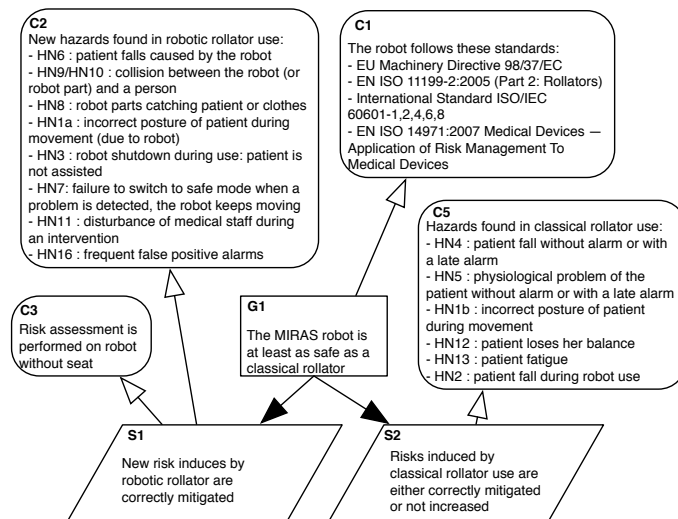 C2
New hazards found in robotic rollator use:
- HN6 : patient falls caused by the robot
- HN9/HN10 : collision between the robot (or
robot part) and a person
- HN8 : robot parts catching patient or clothes
- HN1a : incorrect posture of patient during
movement (due to robot)
- HN3 : robot shutdown during use: patient is
not assisted
- HN7: failure to switch to safe mode when a
problem is detected, the robot keeps moving
- HN11 : disturbance of medical staff during
an intervention
- HN16 : frequent false positive alarms
C1
The robot follows these standards:
- EU Machinery Directive 98/37/EC
- EN ISO 11199-2:2005 (Part 2: Rollators)
- International Standard ISO/IEC
60601-1,2,4,6,8
- EN ISO 14971:2007 Medical Devices —
Application of Risk Management To
Medical Devices
C5
Hazards found in classical rollator use:
- HN4 : patient fall without alarm or with
a late alarm
- HN5 : physiological problem of the
patient without alarm or with a late alarm
- HN1b : incorrect posture of patient
during movement
- HN12 : patient loses her balance
- HN13 : patient fatigue
- HN2 : patient fall during robot use
C3
Risk assessment is
performed on robot
without seat
G1
The MIRAS robot is
at least as safe as a
classical rollator
S1
New risk induces by
robotic rollator are
correctly mitigated
S2
Risks induced by
classical rollator use are
either correctly mitigated
or not increased